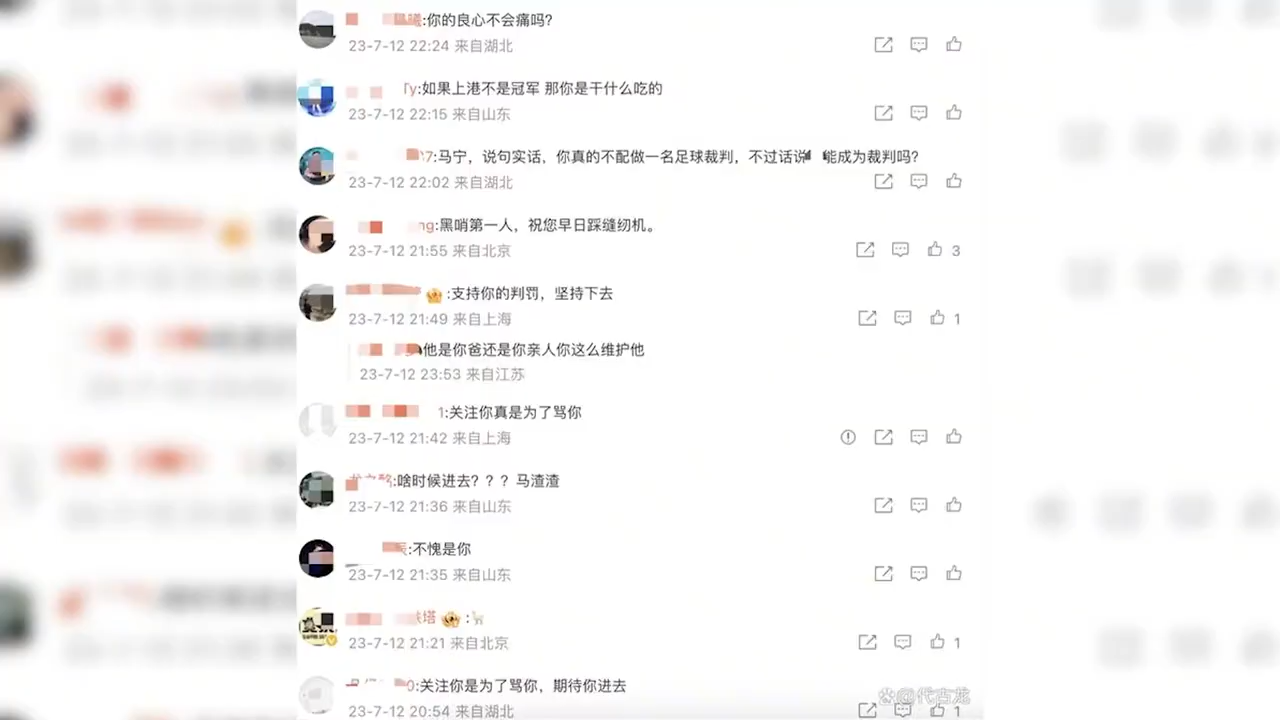 :你的良心不会痛吗?
23-7-12 22:24 来自湖北
Ty:如果上港不是冠军 那你是干什么吃的
23-7-12 22:15 来自山东
7:马宁，说句实话，你真的不配做一名足球裁判，不过话说 能成为裁判吗?
23-7-12 22:02 来自湖北
ng:黑哨第一人，祝您早日踩缝纫机。
23-7-12 21:55 来自北京
3
:支持你的判罚，坚持下去
23-7-12 21:49 来自上海
1
他是你爸还是你亲人你这么维护他
23-7-12 23:53 来自江苏
1:关注你真是为了骂你
23-7-12 21:42 来自上海
:啥时候进去？？？马渣渣
23-7-12 21:36 来自山东
:不愧是你
23-7-12 21:35 来自山东
塔 :
23-7-12 21:21 来自北京
1
0:关注你是为了骂你，期待你进去
23-7-12 20:54 来自湖北
1
@代古龙